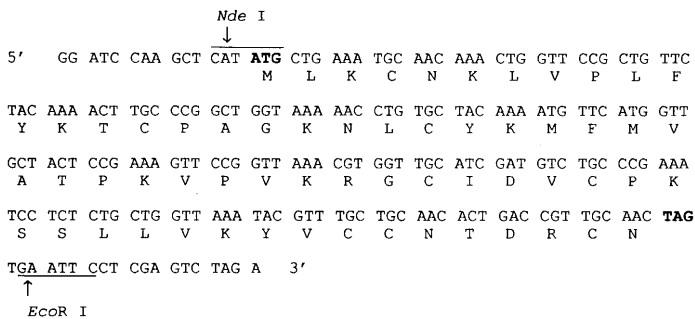 Nde I
↓
5' GG ATC CCA AGC T CAT ATG CTG AAA TGC AAC AAA CTG GTT CCG CTG TTC
M L K C N K L V P L F
TAC AAA ACT TGC CCG GCT GGT AAA AAC CTG TGC TAC AAA ATG TTC ATG GTT
Y K T C P A G K N L C Y K M F M V
GCT ACT CCG AAA GTT CCG GTT AAA CGT GGT TGC ATC GAT GTC TGC CCG AAA
A T P K V P V K R G C I D V C P K
TCC TCT CTG CTG GTT AAA TAC GTT TGC TGC AAC ACT GAC CGT TGC AAC TAG
S S L L V K Y V C C N T D R C N
TGA ATTC CCT CGA GTC TAG A 3'
↑
EcoR I